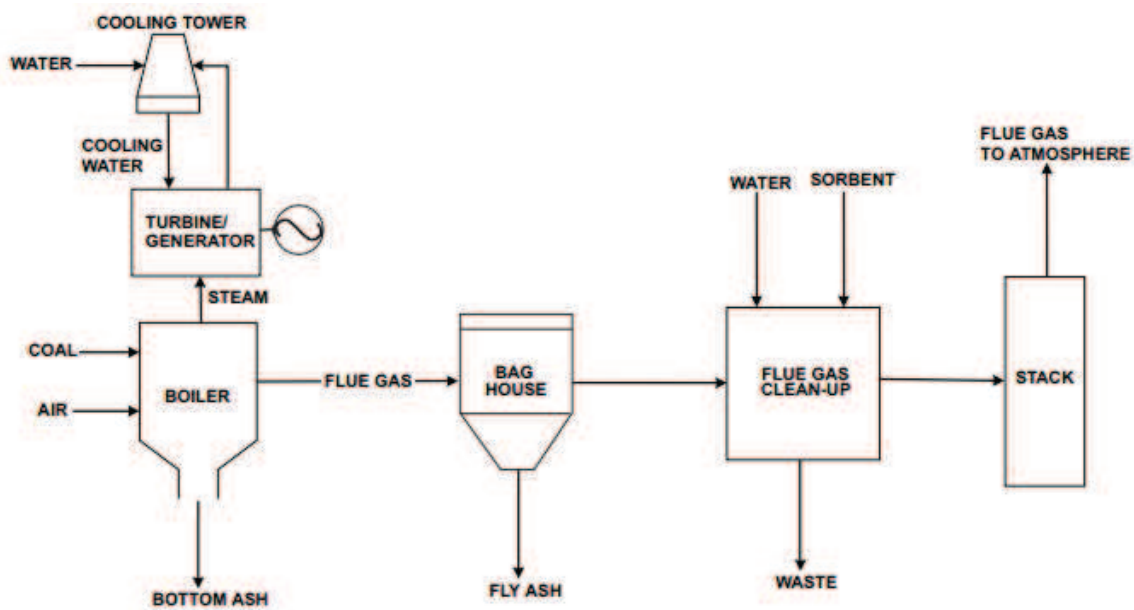 COOLING TOWER
WATER
COOLING
WATER
FLUE GAS
TO ATMOSPHERE
WATER
SORBENT
TURBINE/
GENERATOR
STEAM
COAL
BOILER
FLUE GAS
BAG
HOUSE
FLUE GAS
CLEAN-UP
STACK
AIR
BOTTOM ASH
FLY ASH
WASTE